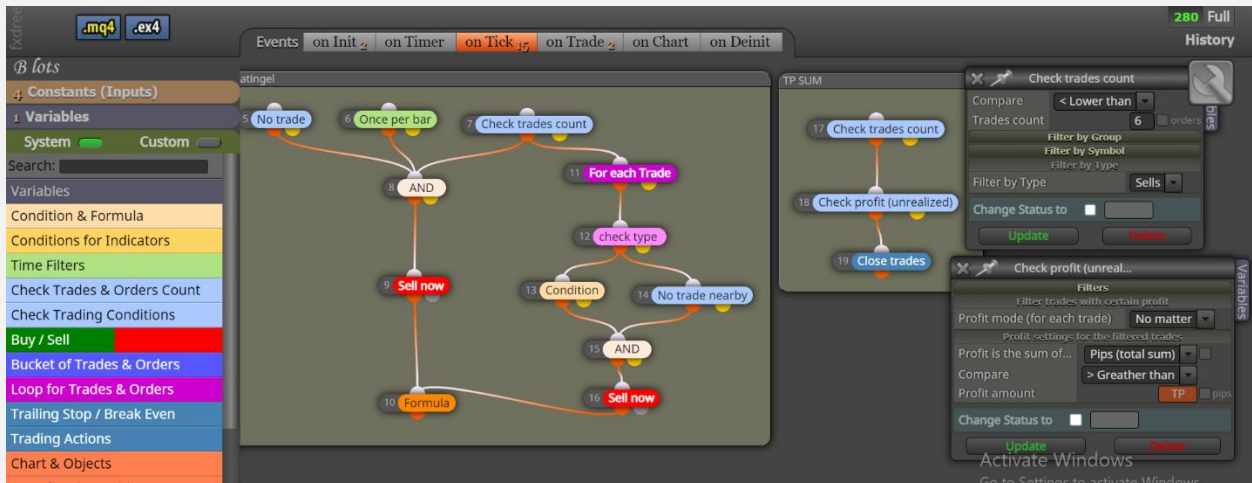 fxdree
.mq4 .ex4
280 Full
History
Events on Init 2 on Timer on Tick 15 on Trade 2 on Chart on Deinit
B lots
4 Constants (Inputs)
1 Variables
System Custom
Search:
Variables
Condition & Formula
Conditions for Indicators
Time Filters
Check Trades & Orders Count
Check Trading Conditions
Buy / Sell
Bucket of Trades & Orders
Loop for Trades & Orders
Trailing Stop / Break Even
Trading Actions
Chart & Objects
atingel
5 No trade
6 Once per bar
7 Check trades count
8 AND
9 Sell now
10 Formula
11 For each Trade
12 check type
13 Condition
14 No trade nearby
15 AND
16 Sell now
TP SUM
17 Check trades count
18 Check profit (unrealized)
19 Close trades
Check trades count
Compare < Lower than
Trades count 6 orders
Filter by Group
Filter by Symbol
Filter by Type
Filter by Type Sells
Change Status to
Update Delete
Check profit (unreal...
Filters
Filter trades with certain profit
Profit mode (for each trade) No matter
Profit settings for the filtered trades
Profit is the sum of... Pips (total sum)
Compare > Greather than
Profit amount TP pips
Change Status to
Update Delete
Variables
Activate Windows
Go to Settings to activate Windows